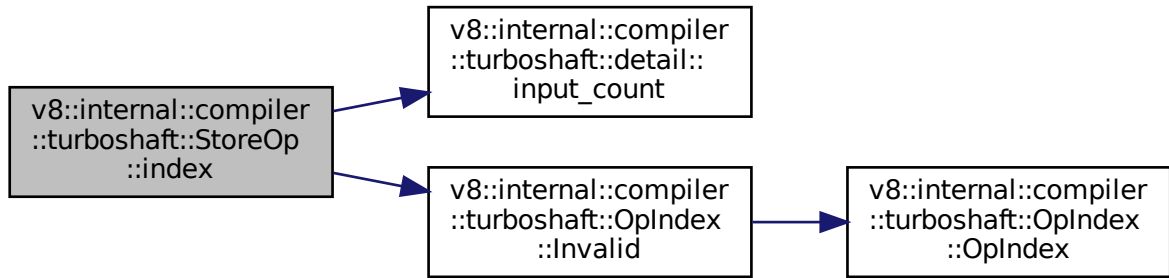 v8::internal::compiler
::turboshaft::StoreOp
::index
v8::internal::compiler
::turboshaft::detail::
input_count
v8::internal::compiler
::turboshaft::OpIndex
::Invalid
v8::internal::compiler
::turboshaft::OpIndex
::OpIndex